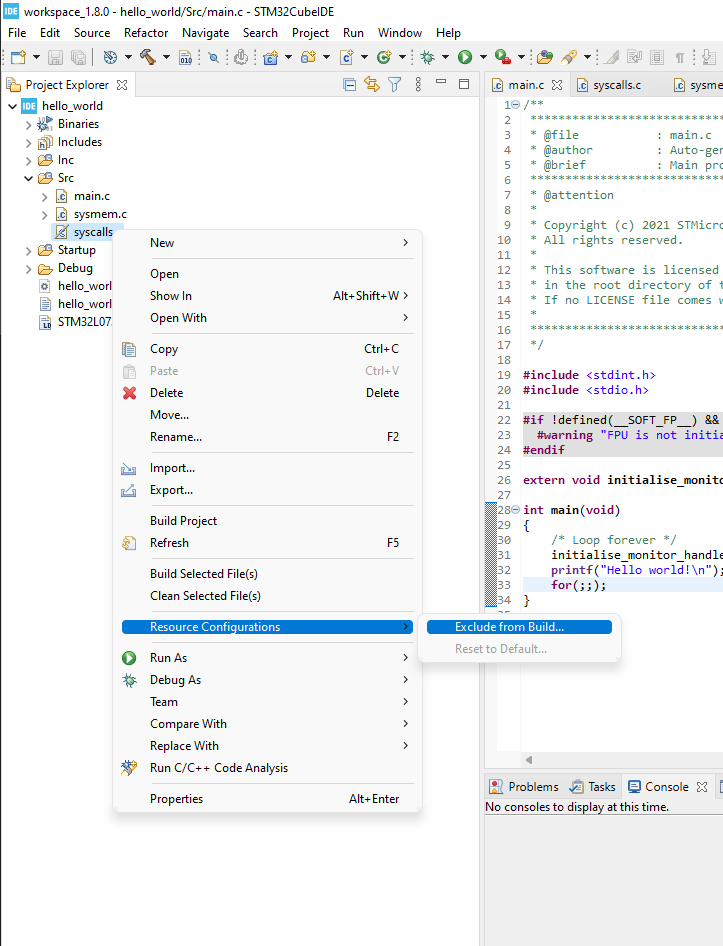 IDE workspace_1.8.0 - hello_world/Src/main.c - STM32CubeIDE
File Edit Source Refactor Navigate Search Project Run Window Help
Project Explorer
main.c
syscalls.c
sysme
IDE hello_world
Binaries
Includes
Inc
Src
main.c
sysmem.c
syscalls
Startup
Debug
hello_worl
hello_worl
STM32L07
New
Open
Show In Alt+Shift+W
Open With
Copy Ctrl+C
Paste Ctrl+V
Delete Delete
Move...
Rename... F2
Import...
Export...
Build Project
Refresh F5
Build Selected File(s)
Clean Selected File(s)
Resource Configurations
Run As
Debug As
Team
Compare With
Replace With
Run C/C++ Code Analysis
Properties Alt+Enter
Exclude from Build...
Reset to Default...
1 /**
2 ******************************
3 * @file : main.c
4 * @author : Auto-gen
5 * @brief : Main pro
6 ******************************
7 * @attention
8 *
9 * Copyright (c) 2021 STMicro
10 * All rights reserved.
11 *
12 * This software is licensed
13 * in the root directory of t
14 * If no LICENSE file comes w
15 *
16 ******************************
17 */
18
19 #include <stdint.h>
20 #include <stdio.h>
21
22 #if !defined(__SOFT_FP__) &&
23 #warning "FPU is not initia
24 #endif
25
26 extern void initialise_monito
27
28 int main(void)
29 {
30 /* Loop forever */
31 initialise_monitor_handle
32 printf("Hello world!\n");
33 for(;;);
34 }
Problems Tasks Console
No consoles to display at this time.